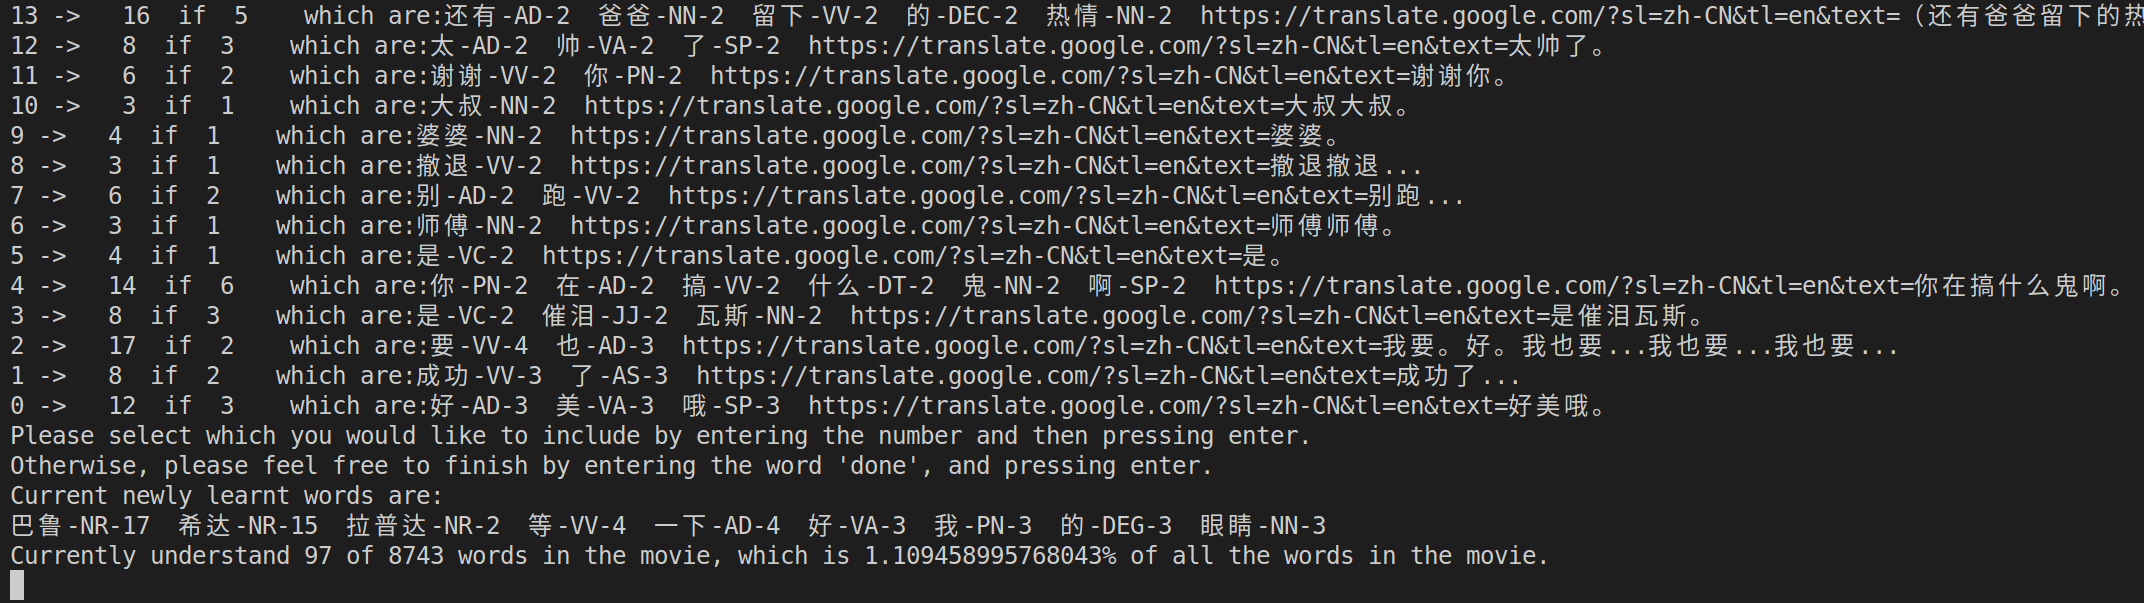 13 ->   16  if  5    which are:还有-AD-2  爸爸-NN-2  留下-VV-2  的-DEC-2  热情-NN-2  https://translate.google.com/?sl=zh-CN&tl=en&text=（还有爸爸留下的热
12 ->   8  if  3    which are:太-AD-2  帅-VA-2  了-SP-2  https://translate.google.com/?sl=zh-CN&tl=en&text=太帅了。
11 ->   6  if  2    which are:谢谢-VV-2  你-PN-2  https://translate.google.com/?sl=zh-CN&tl=en&text=谢谢你。
10 ->   3  if  1    which are:大叔-NN-2  https://translate.google.com/?sl=zh-CN&tl=en&text=大叔大叔。
9 ->   4  if  1    which are:婆婆-NN-2  https://translate.google.com/?sl=zh-CN&tl=en&text=婆婆。
8 ->   3  if  1    which are:撤退-VV-2  https://translate.google.com/?sl=zh-CN&tl=en&text=撤退撤退...
7 ->   6  if  2    which are:别-AD-2  跑-VV-2  https://translate.google.com/?sl=zh-CN&tl=en&text=别跑...
6 ->   3  if  1    which are:师傅-NN-2  https://translate.google.com/?sl=zh-CN&tl=en&text=师傅师傅。
5 ->   4  if  1    which are:是-VC-2  https://translate.google.com/?sl=zh-CN&tl=en&text=是。
4 ->   14  if  6    which are:你-PN-2  在-AD-2  搞-VV-2  什么-DT-2  鬼-NN-2  啊-SP-2  https://translate.google.com/?sl=zh-CN&tl=en&text=你在搞什么鬼啊。
3 ->   8  if  3    which are:是-VC-2  催泪-JJ-2  瓦斯-NN-2  https://translate.google.com/?sl=zh-CN&tl=en&text=是催泪瓦斯。
2 ->   17  if  2    which are:要-VV-4  也-AD-3  https://translate.google.com/?sl=zh-CN&tl=en&text=我要。好。我也要...我也要...我也要...
1 ->   8  if  2    which are:成功-VV-3  了-AS-3  https://translate.google.com/?sl=zh-CN&tl=en&text=成功了...
0 ->   12  if  3    which are:好-AD-3  美-VA-3  哦-SP-3  https://translate.google.com/?sl=zh-CN&tl=en&text=好美哦。
Please select which you would like to include by entering the number and then pressing enter.
Otherwise, please feel free to finish by entering the word 'done', and pressing enter.
Current newly learnt words are:
巴鲁-NR-17  希达-NR-15  拉普达-NR-2  等-VV-4  一下-AD-4  好-VA-3  我-PN-3  的-DEG-3  眼睛-NN-3
Currently understand 97 of 8743 words in the movie, which is 1.109458995768043% of all the words in the movie.